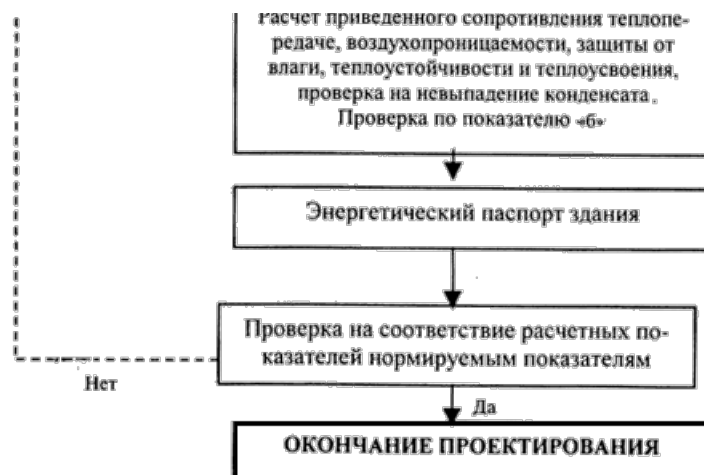 Расчет приведенного сопротивления теплопе-
редаче, воздухопроницаемости, защиты от
влаги, теплоустойчивости и теплоусвоения,
проверка на невыпадение конденсата.
Проверка по показателю «б»
Энергетический паспорт здания
Проверка на соответствие расчетных по-
казателей нормируемым показателям
Нет
Да
ОКОНЧАНИЕ ПРОЕКТИРОВАНИЯ